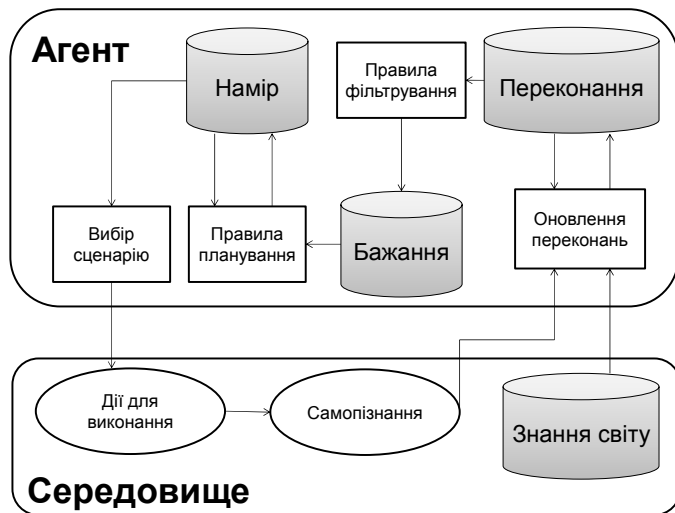 Агент
Намір
Правила
фільтрування
Переконання
Вибір
сценарію
Правила
планування
Бажання
Оновлення
переконань
Дії для
виконання
Самопізнання
Знання світу
Середовище